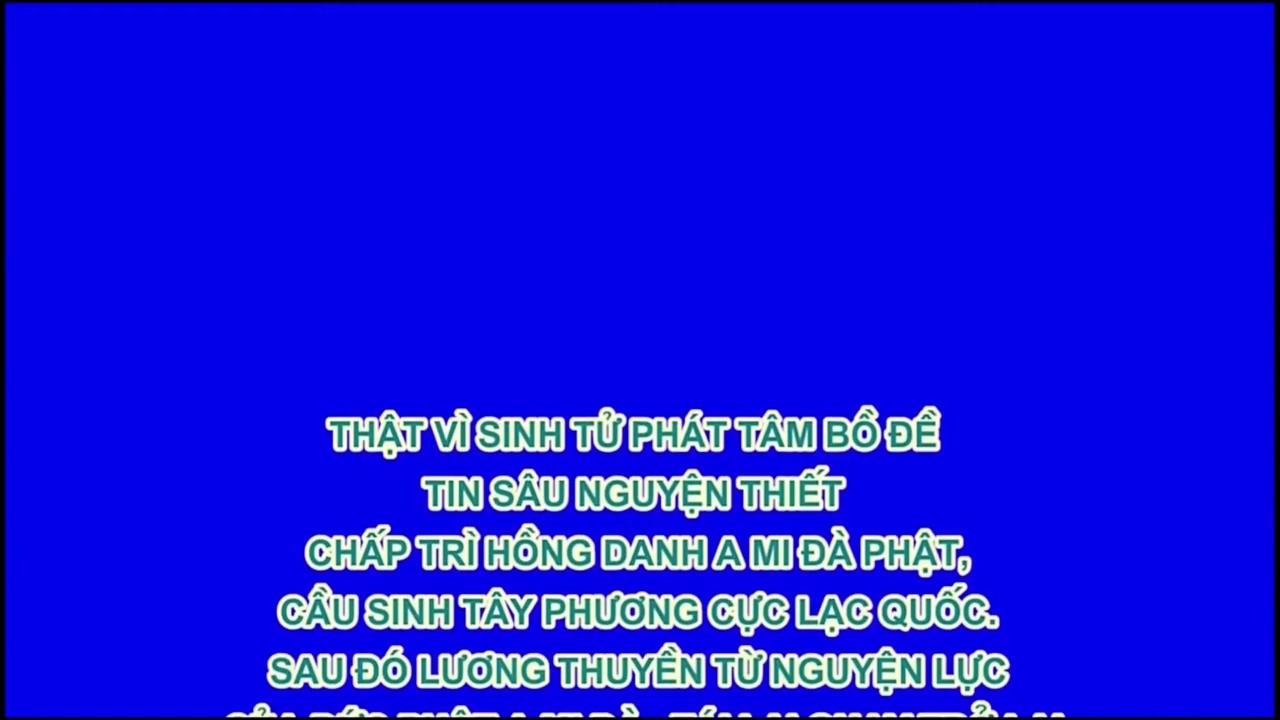 THẬT VÌ SINH TỬ PHÁT TÂM BỒ ĐỀ
TIN SÂU NGUYỆN THIẾT
CHẤP TRÌ HỒNG DANH A MI ĐÀ PHẬT,
CẦU SINH TÂY PHƯƠNG CỰC LẠC QUỐC.
SAU ĐÓ LƯƠNG THUYỀN TỪ NGUYỆN LỰC